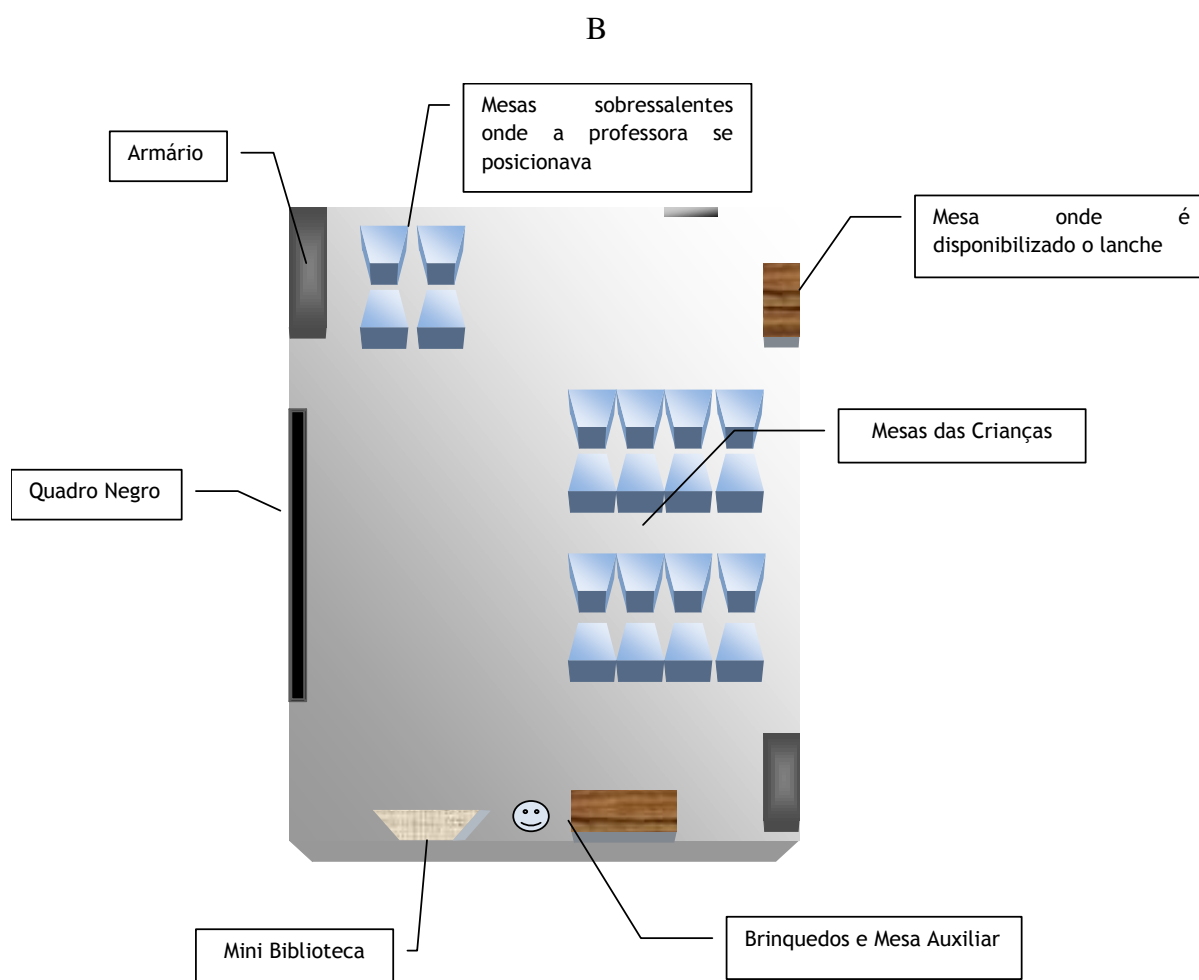 B
Mesas sobressalentes
onde a professora se
posicionava
Armário
Mesa onde é
disponibilizado o lanche
Mesas das Crianças
Quadro Negro
Brinquedos e Mesa Auxiliar
Mini Biblioteca